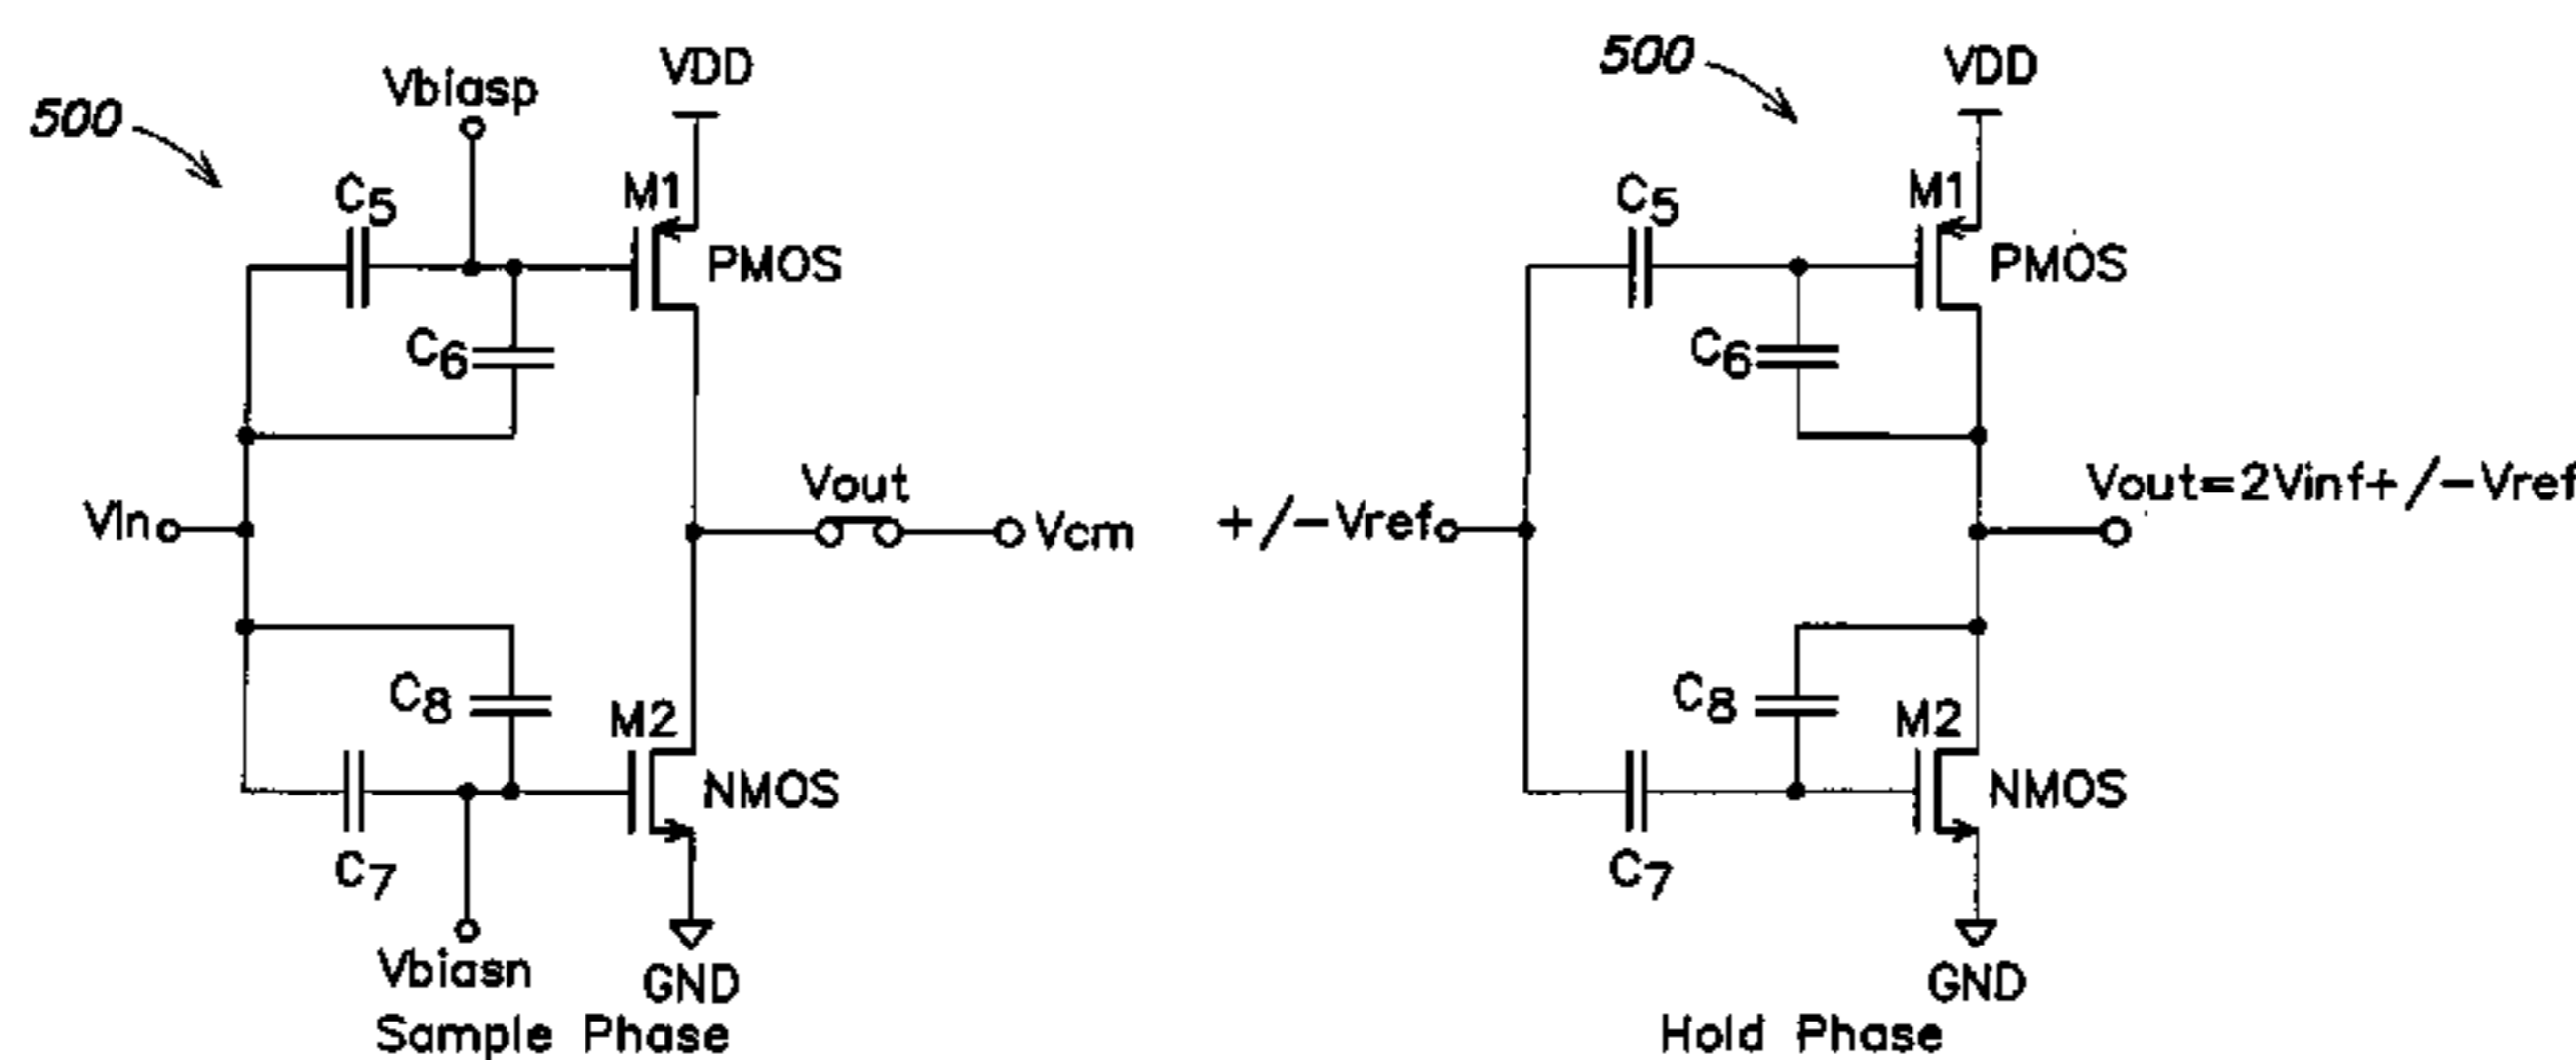 500
Vbiasp
VDD
C5
M1
PMOS
C6
Vin
Vout
Vcm
C8
M2
NMOS
C7
Vbiasn
GND
Sample Phase
500
VDD
C5
M1
PMOS
C6
+/-Vref
Vout=2Vinf+/-Vref
C8
M2
NMOS
C7
GND
Hold Phase